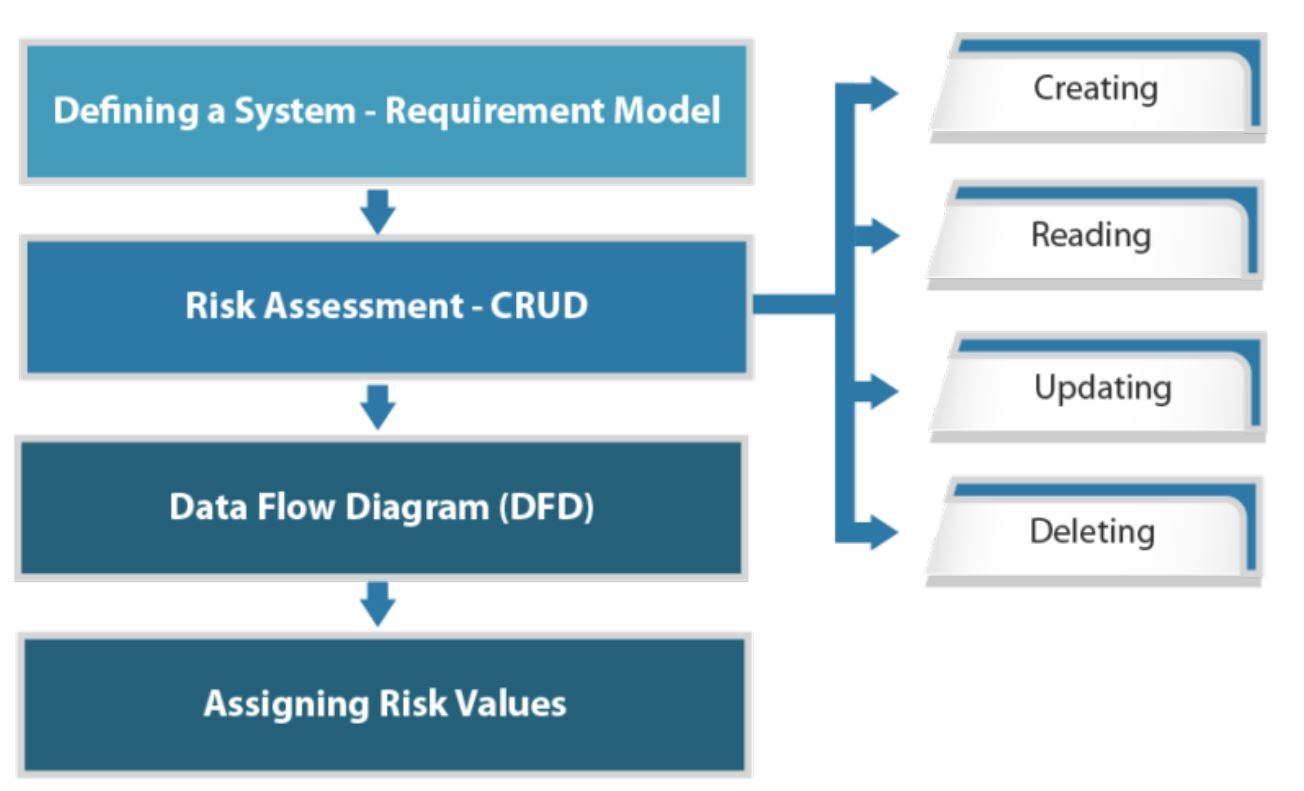 Defining a System - Requirement Model
Risk Assessment - CRUD
Data Flow Diagram (DFD)
Assigning Risk Values
Creating
Reading
Updating
Deleting